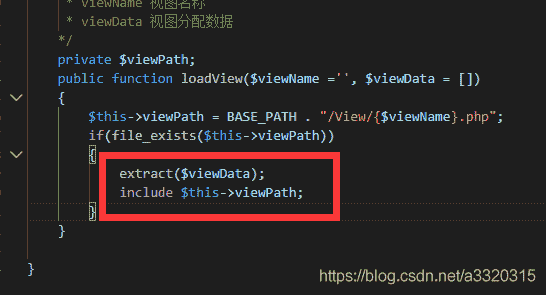 * viewName 视图名称
* viewData 视图分配数据
*/
private $viewPath;
public function loadView($viewName ='', $viewData = [])
{
$this->viewPath = BASE_PATH . "/View/{$viewName}.php";
if(file_exists($this->viewPath))
{
extract($viewData);
include $this->viewPath;
}
}
}
https://blog.csdn.net/a3320315